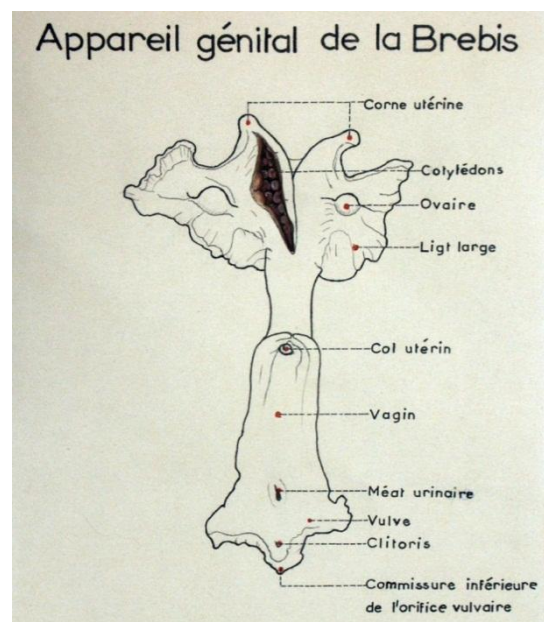 Appareil génital de la Brebis
Corne utérine
Cotylédons
Ovaire
Ligt large
Col utérin
Vagin
Méat urinaire
Vulve
Clitoris
Commissure inférieure
de l'orifice vulvaire